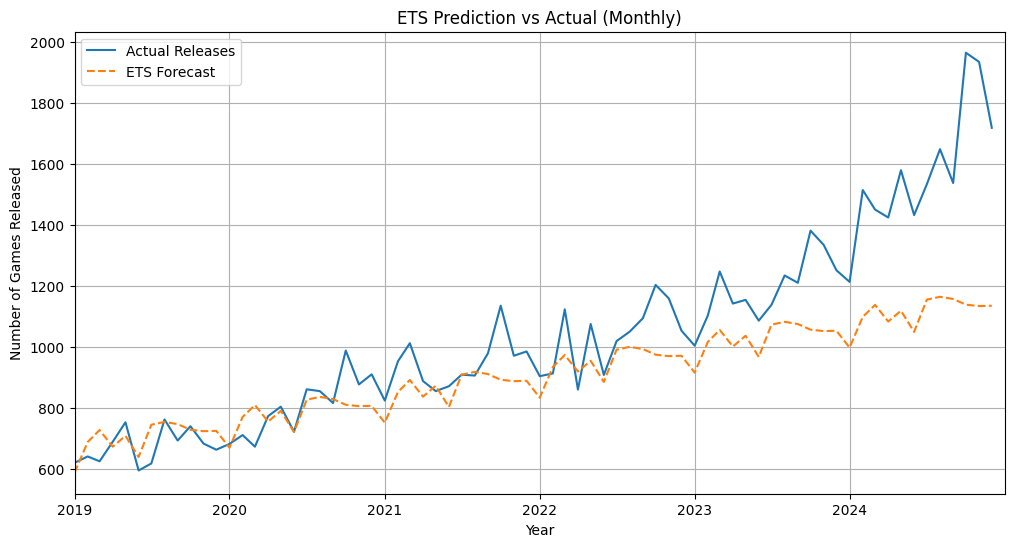 ETS Prediction vs Actual (Monthly)
Actual Releases
ETS Forecast
Number of Games Released
2000
1800
1600
1400
1200
1000
800
600
2019 2020 2021 2022 2023 2024
Year